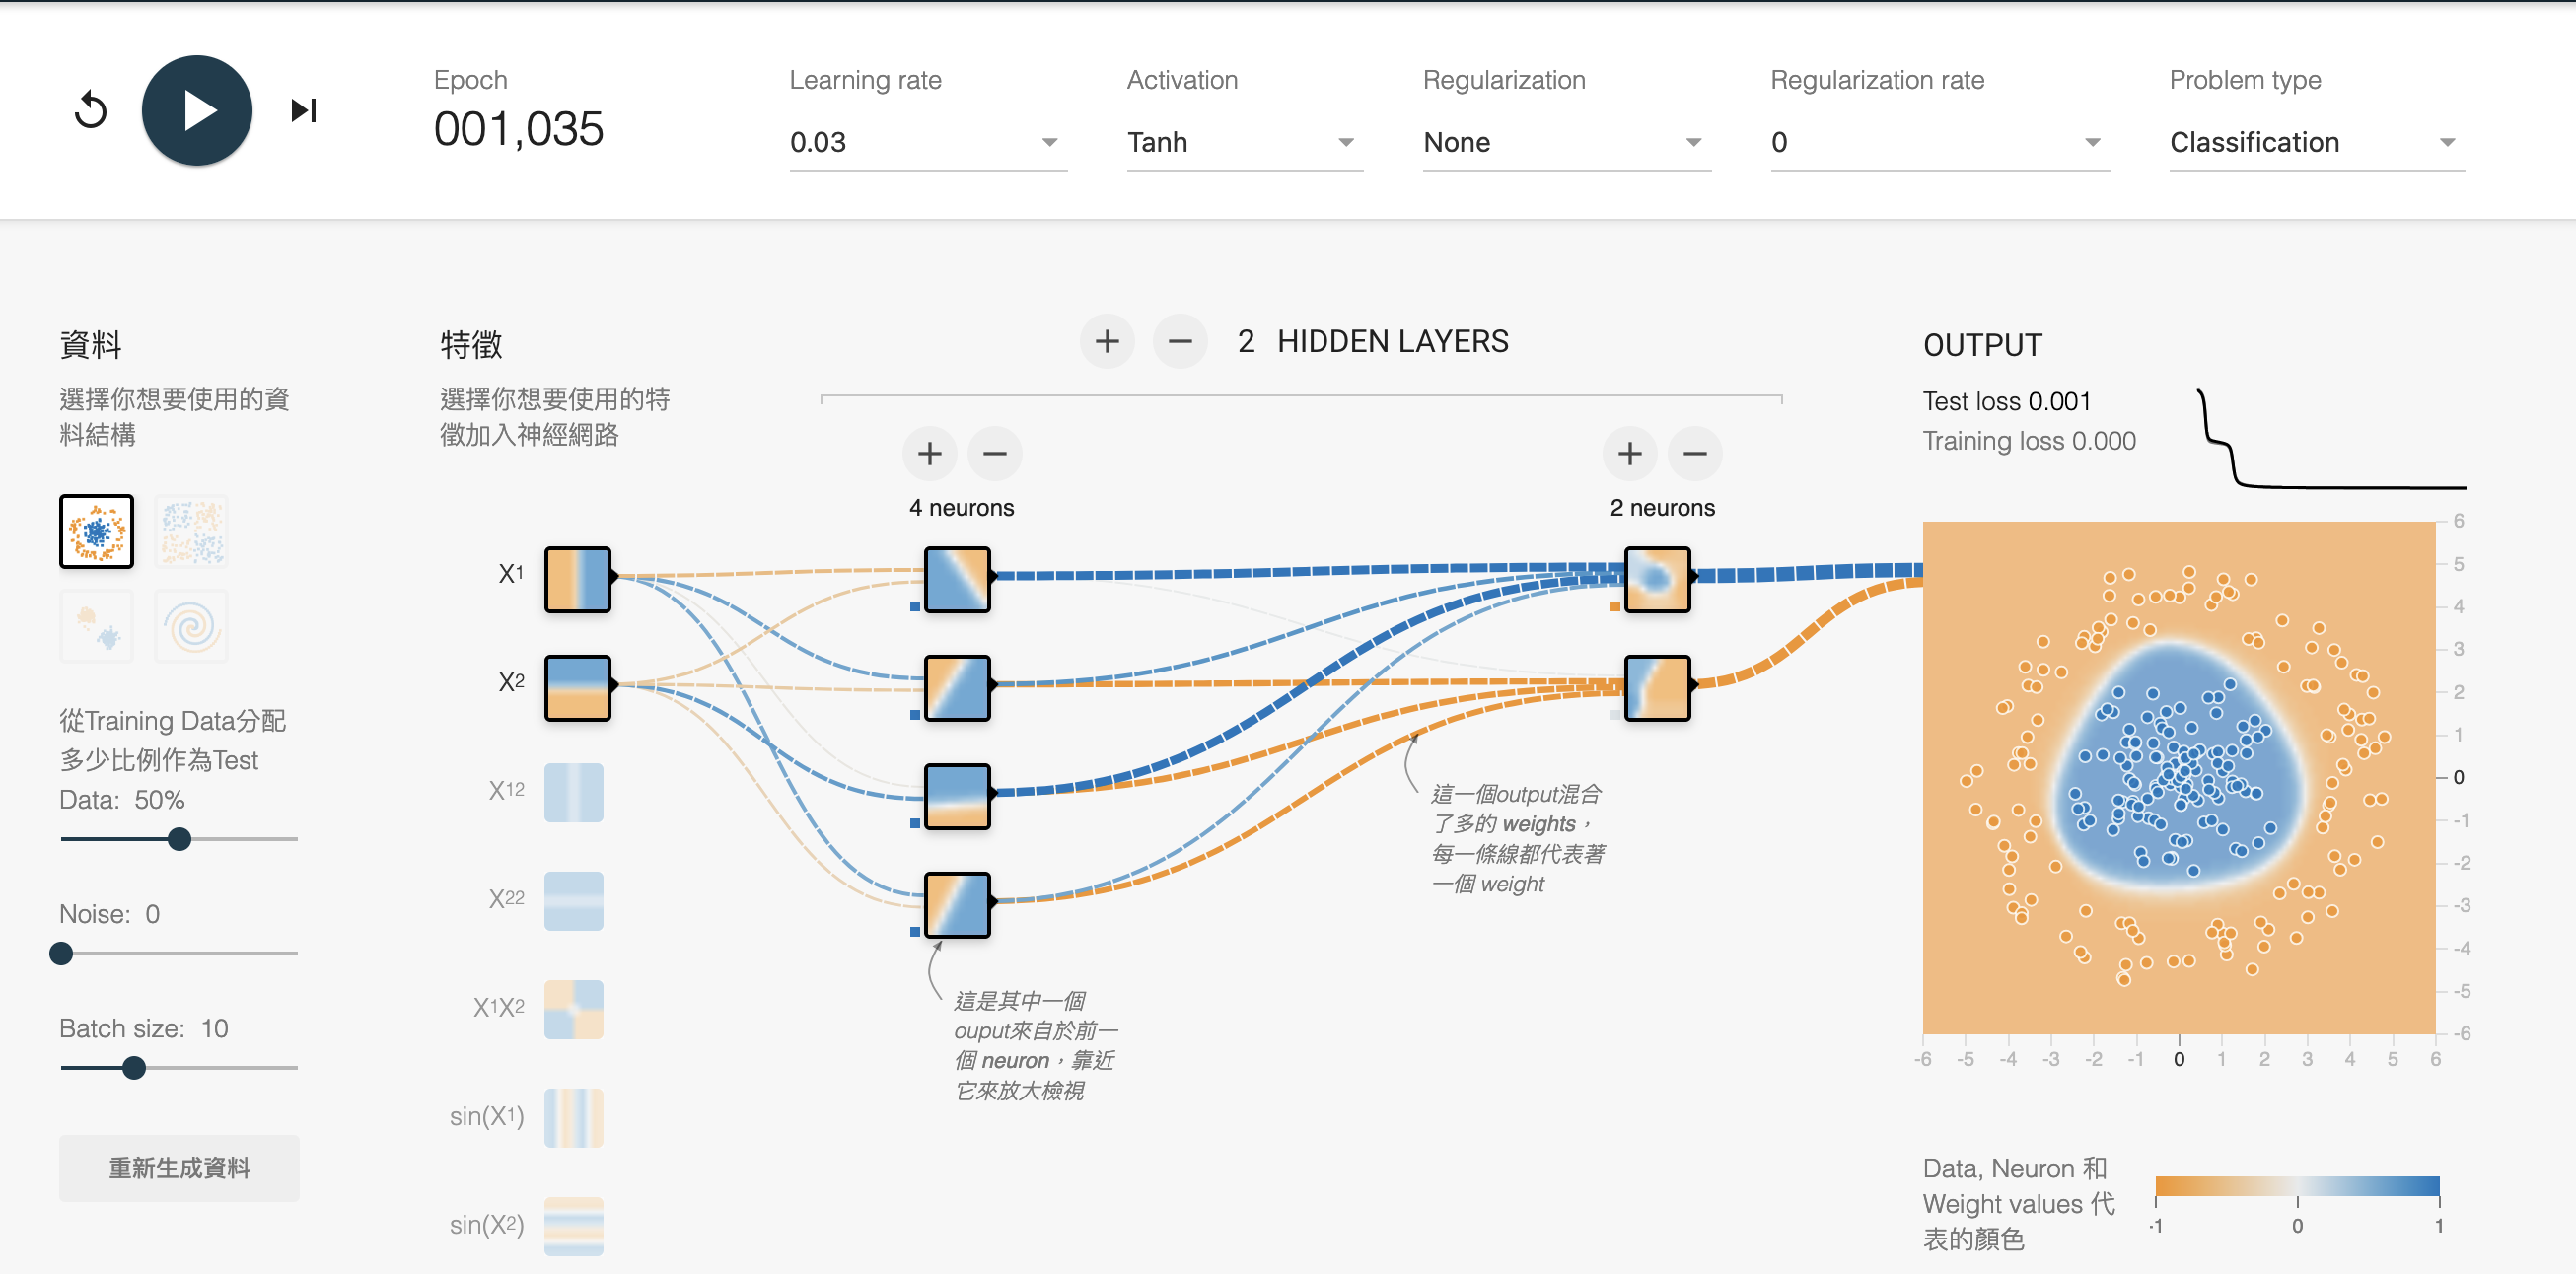 Epoch
001,035
Learning rate
0.03
Activation
Tanh
Regularization
None
Regularization rate
0
Problem type
Classification
資料
選擇你想要使用的資
料結構
從Training Data分配
多少比例作為Test
Data: 50%
Noise: 0
Batch size: 10
重新生成資料
特徵
選擇你想要使用的特
徵加入神經網路
X1
X2
X12
X22
X1X2
sin(X1)
sin(X2)
2 HIDDEN LAYERS
4 neurons
2 neurons
這是其中一個
ouput來自於前一
個 neuron，靠近
它來放大檢視
這一個output混合
了多的 weights，
每一條線都代表著
一個 weight
OUTPUT
Test loss 0.001
Training loss 0.000
6
5
4
3
2
1
0
-1
-2
-3
-4
-5
-6
-6 -5 -4 -3 -2 -1 0 1 2 3 4 5 6
Data, Neuron 和
Weight values 代
表的顏色
-1 0 1